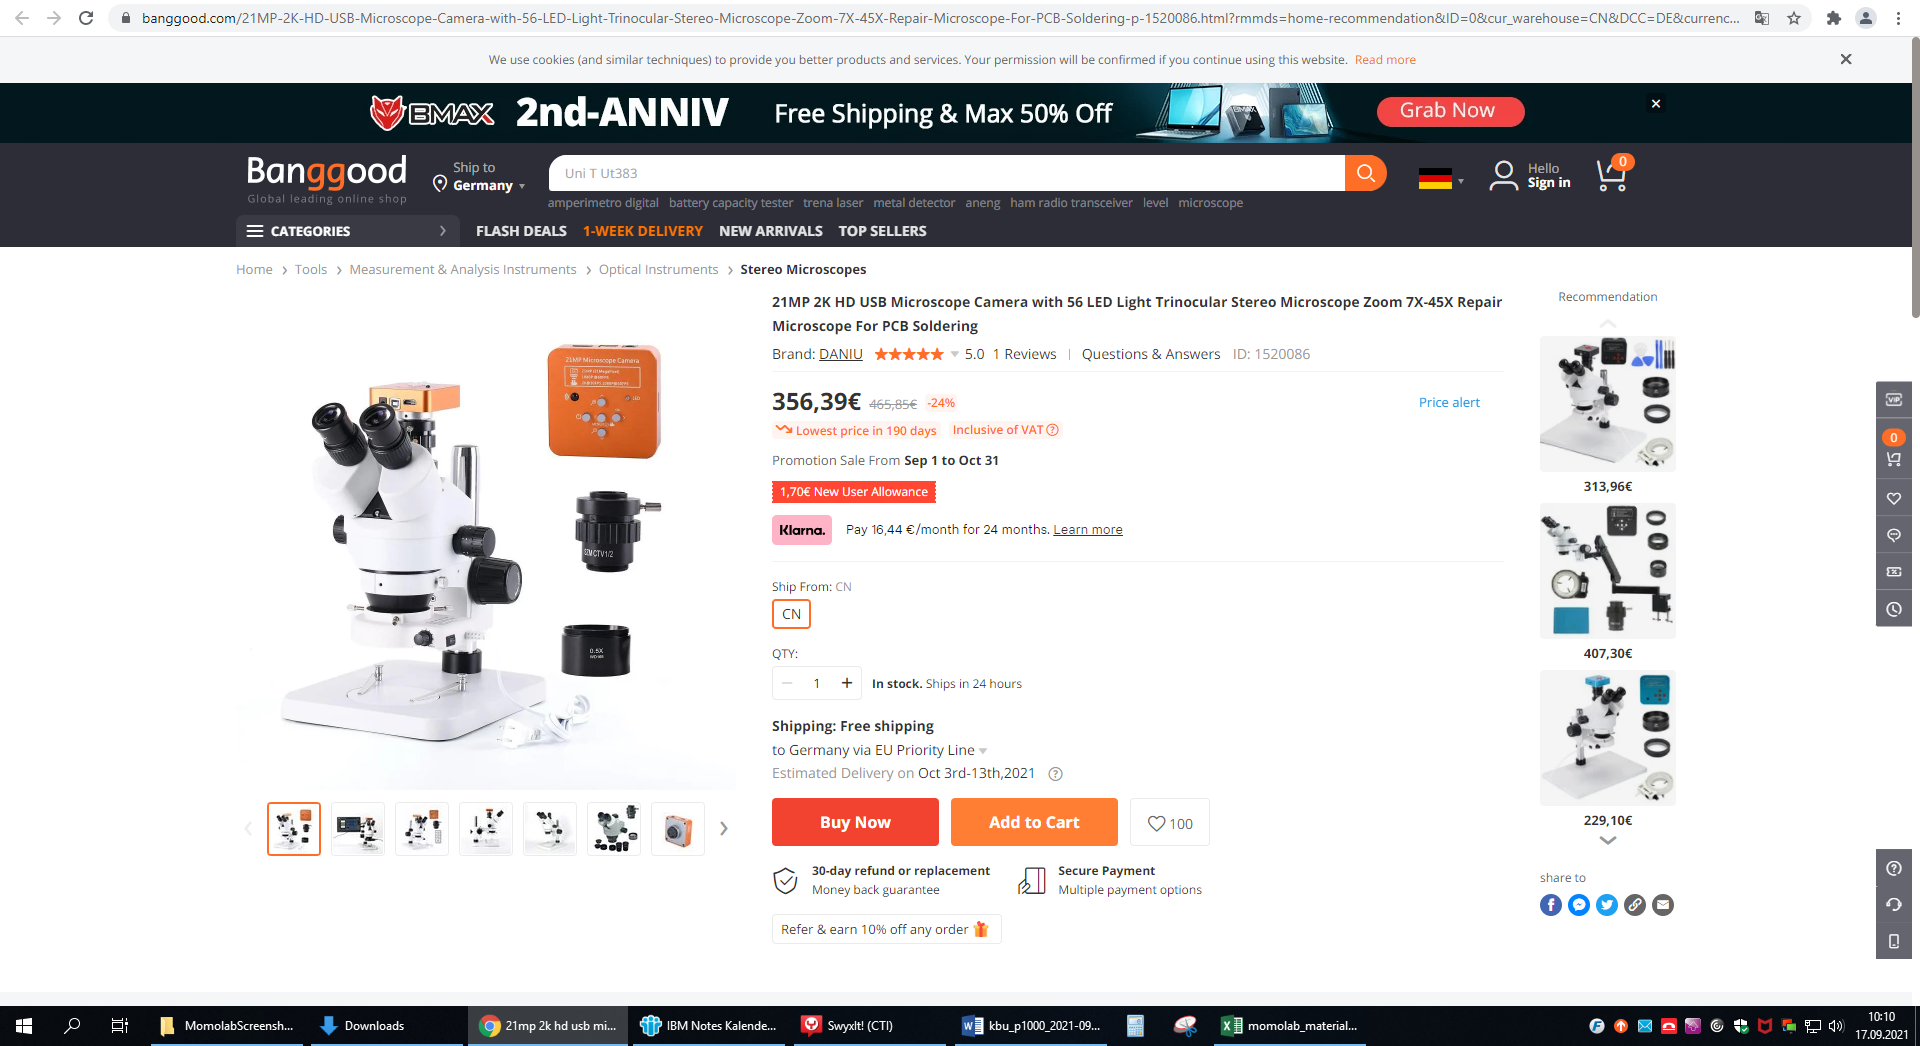 banggood.com/21MP-2K-HD-USB-Microscope-Camera-with-56-LED-Light-Trinocular-Stereo-Microscope-Zoom-7X-45X-Repair-Microscope-For-PCB-Soldering-p-1520086.html?rmmds=home-recommendation&ID=0&cur_warehouse=CN&DCC=DE&currenc...
We use cookies (and similar techniques) to provide you better products and services. Your permission will be confirmed if you continue using this website. Read more
BMAX 2nd-ANNIV Free Shipping & Max 50% Off Grab Now
Banggood
Global leading online shop
Ship to
Germany
Uni T Ut383
Hello
Sign in
0
amperimetro digital battery capacity tester trena laser metal detector aneng ham radio transceiver level microscope
CATEGORIES FLASH DEALS 1-WEEK DELIVERY NEW ARRIVALS TOP SELLERS
Home > Tools > Measurement & Analysis Instruments > Optical Instruments > Stereo Microscopes
21MP 2K HD USB Microscope Camera with 56 LED Light Trinocular Stereo Microscope Zoom 7X-45X Repair
Microscope For PCB Soldering
Brand: DANIU 5.0 1 Reviews | Questions & Answers ID: 1520086
356,39€ 465,85€ -24%
Price alert
Lowest price in 190 days Inclusive of VAT
Promotion Sale From Sep 1 to Oct 31
1,70€ New User Allowance
Klarna. Pay 16,44 €/month for 24 months. Learn more
Ship From: CN
CN
QTY:
1
In stock. Ships in 24 hours
Shipping: Free shipping
to Germany via EU Priority Line
Estimated Delivery on Oct 3rd-13th,2021
Buy Now
Add to Cart
100
30-day refund or replacement
Money back guarantee
Secure Payment
Multiple payment options
Refer & earn 10% off any order
21MP Microscope Camera
SZM CTV1/2
0.5X
Recommendation
313,96€
407,30€
229,10€
share to
VIP
0
MomolabScreensh...
Downloads
21mp 2k hd usb mi...
IBM Notes Kalende...
SwyxIt! (CTI)
kbu_p1000_2021-09...
momolab_material...
10:10
17.09.2021